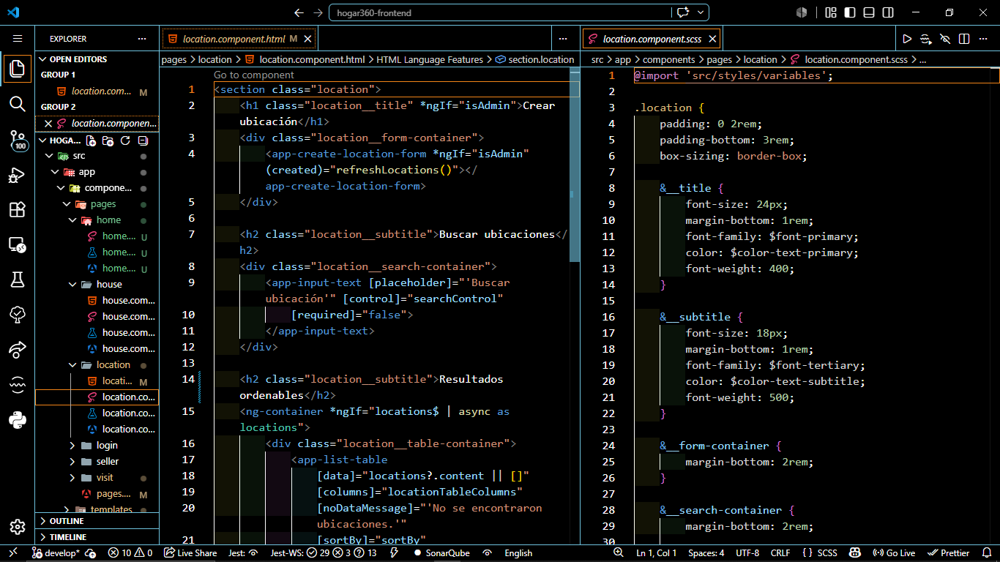 hogar360-frontend
EXPLORER
OPEN EDITORS
GROUP 1
location.com... M
GROUP 2
location.componen...
HOGA...
src
app
compone...
pages
home
home.... U
home.... U
home.... U
house
house.com...
house.com...
house.com...
house.com...
location
locati... M
location.co...
location.co...
location.co...
login
seller
visit
pages.... M
templates
OUTLINE
TIMELINE
100
location.component.html M
pages > location > location.component.html > HTML Language Features > section.location
Go to component
1 <section class="location">
2 <h1 class="location__title" *ngIf="isAdmin">Crear
ubicación</h1>
3 <div class="location__form-container">
4 <app-create-location-form *ngIf="isAdmin"
(created)="refreshLocations()"></
app-create-location-form>
5 </div>
6
7 <h2 class="location__subtitle">Buscar ubicaciones</
h2>
8 <div class="location__search-container">
9 <app-input-text [placeholder]="'Buscar
ubicación'" [control]="searchControl"
10 [required]="false">
11 </app-input-text>
12 </div>
13
14 <h2 class="location__subtitle">Resultados
ordenables</h2>
15 <ng-container *ngIf="locations$ | async as
locations">
16 <div class="location__table-container">
17 <app-list-table
18 [data]="locations?.content || []"
19 [columns]="locationTableColumns"
20 [noDataMessage]="'No se encontraron
ubicaciones.'"
21 [sortBy]="sortBy"
location.component.scss
src > app > components > pages > location > location.component.scss > ...
1 @import 'src/styles/variables';
2
3 .location {
4 padding: 0 2rem;
5 padding-bottom: 3rem;
6 box-sizing: border-box;
7
8 &__title {
9 font-size: 24px;
10 margin-bottom: 1rem;
11 font-family: $font-primary;
12 color: $color-text-primary;
13 font-weight: 400;
14 }
15
16 &__subtitle {
17 font-size: 18px;
18 margin-bottom: 1rem;
19 font-family: $font-tertiary;
20 color: $color-text-subtitle;
21 font-weight: 500;
22 }
23
24 &__form-container {
25 margin-bottom: 2rem;
26 }
27
28 &__search-container {
29 margin-bottom: 2rem;
30
develop* 10 0 Live Share Jest: Jest-WS: 29 3 13 SonarQube English Ln 1, Col 1 Spaces: 4 UTF-8 CRLF { } SCSS Go Live Prettier